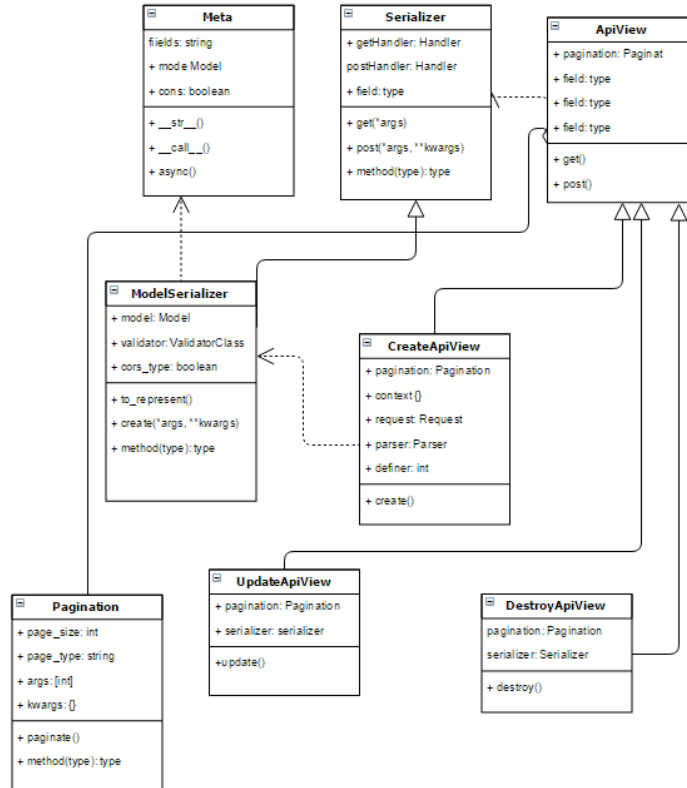 Meta
fields: string
+ mode Model
+ cons: boolean
+ __str__()
+ __call__()
+ async()
Serializer
+ getHandler: Handler
postHandler: Handler
+ field: type
+ get(*args)
+ post(*args, **kwargs)
+ method(type): type
ApiView
+ pagination: Paginat
+ field: type
+ field: type
+ field: type
+ get()
+ post()
ModelSerializer
+ model: Model
+ validator: ValidatorClass
+ cors_type: boolean
+ to_represent()
+ create(*args, **kwargs)
+ method(type): type
CreateApiView
+ pagination: Pagination
+ context {}
+ request: Request
+ parser: Parser
+ definer: int
+ create()
Pagination
+ page_size: int
+ page_type: string
+ args: [int]
+ kwargs: {}
+ paginate()
+ method(type): type
UpdateApiView
+ pagination: Pagination
+ serializer: serializer
+update()
DestroyApiView
pagination: Pagination
serializer: Serializer
+ destroy()